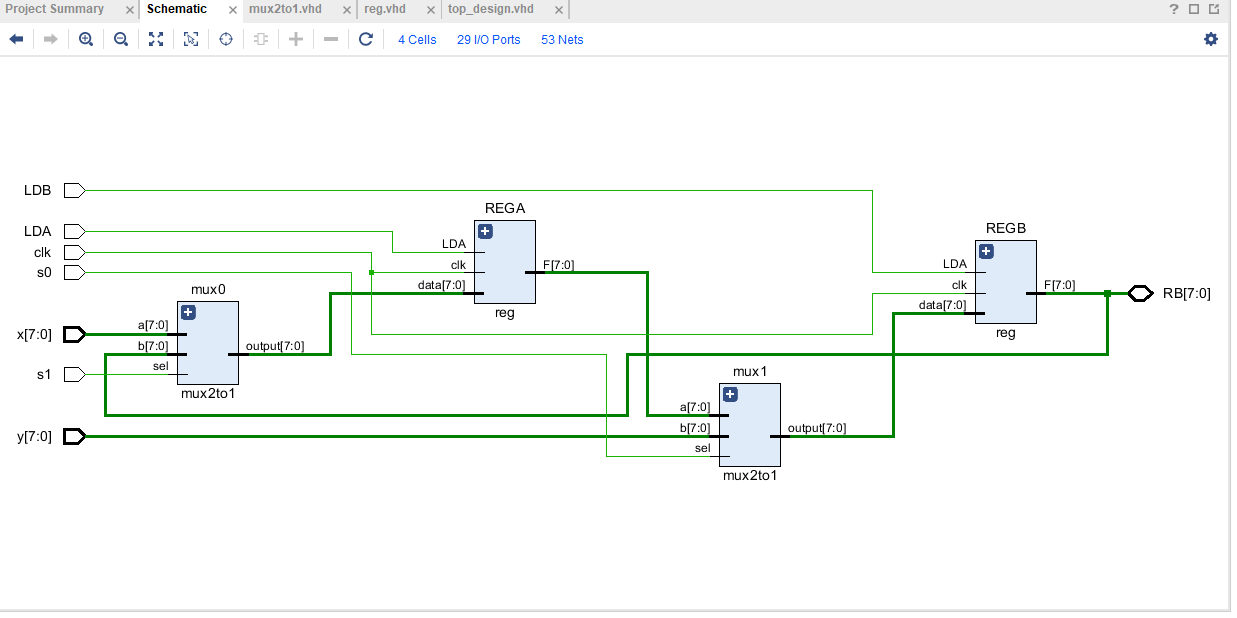 Project Summary
Schematic
mux2to1.vhd
reg.vhd
top_design.vhd
?
4 Cells 29 I/O Ports 53 Nets
LDB
LDA
clk
s0
x[7:0]
s1
y[7:0]
mux0
a[7:0]
b[7:0]
sel
output[7:0]
mux2to1
REGA
LDA
clk
data[7:0]
F[7:0]
reg
mux1
a[7:0]
b[7:0]
sel
output[7:0]
mux2to1
REGB
LDA
clk
data[7:0]
F[7:0]
reg
RB[7:0]